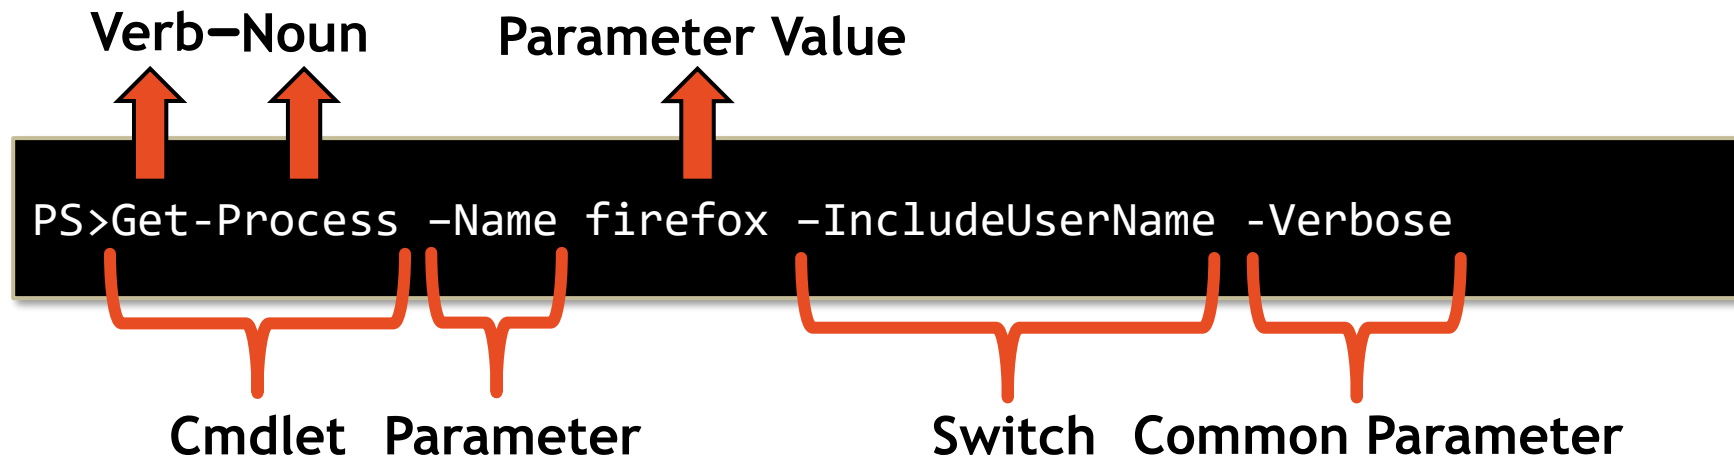 Verb–Noun Parameter Value
PS>Get-Process –Name firefox –IncludeUserName -Verbose
Cmdlet Parameter Switch Common Parameter